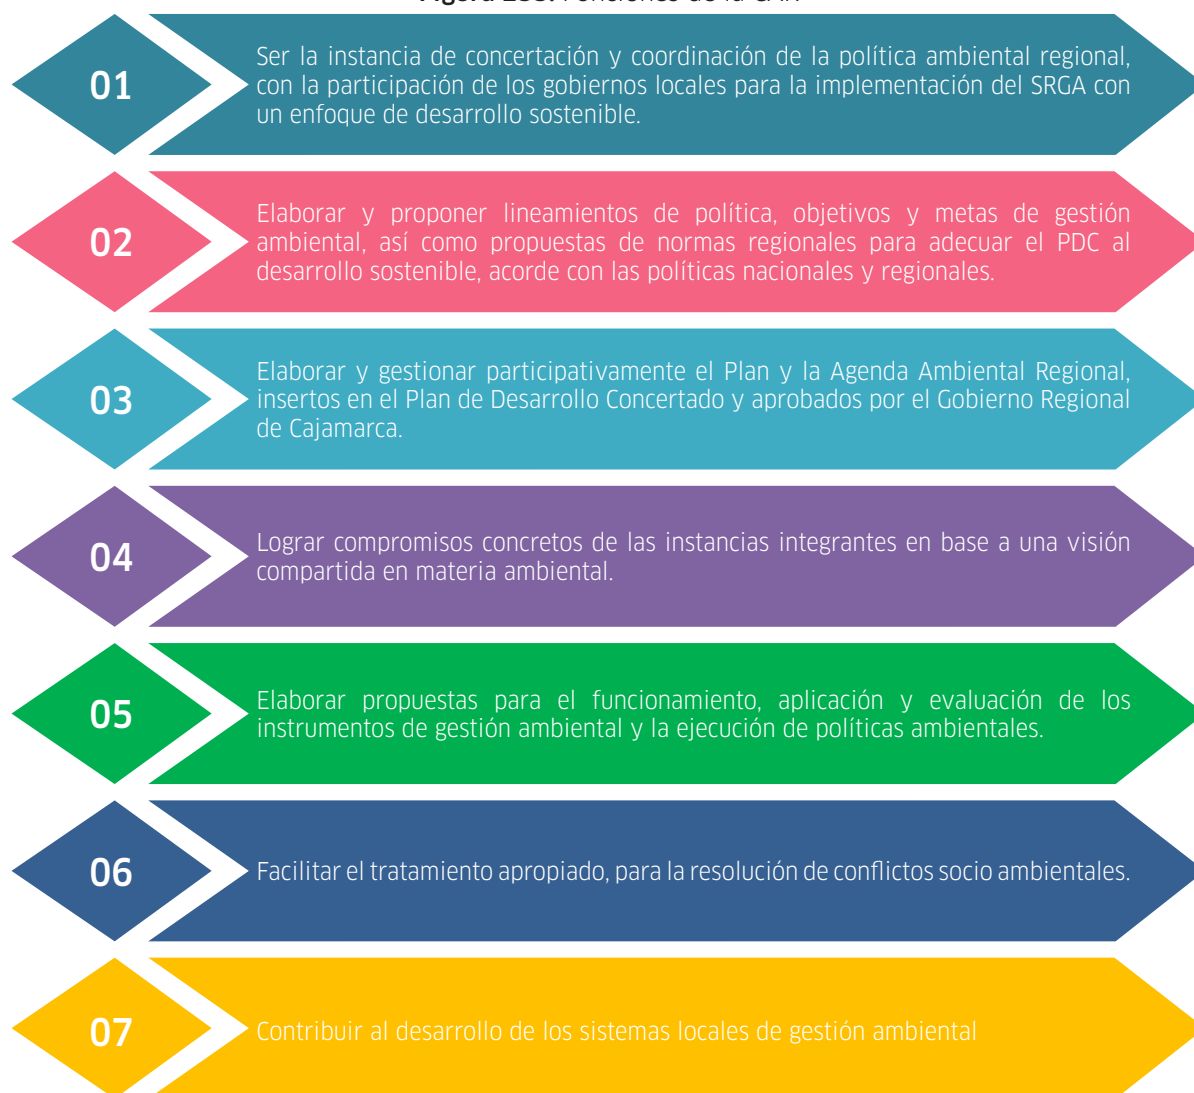 Funciones de la CAR
01
Ser la instancia de concertación y coordinación de la política ambiental regional,
con la participación de los gobiernos locales para la implementación del SRGA con
un enfoque de desarrollo sostenible.
02
Elaborar y proponer lineamientos de política, objetivos y metas de gestión
ambiental, así como propuestas de normas regionales para adecuar el PDC al
desarrollo sostenible, acorde con las políticas nacionales y regionales.
03
Elaborar y gestionar participativamente el Plan y la Agenda Ambiental Regional,
insertos en el Plan de Desarrollo Concertado y aprobados por el Gobierno Regional
de Cajamarca.
04
Lograr compromisos concretos de las instancias integrantes en base a una visión
compartida en materia ambiental.
05
Elaborar propuestas para el funcionamiento, aplicación y evaluación de los
instrumentos de gestión ambiental y la ejecución de políticas ambientales.
06
Facilitar el tratamiento apropiado, para la resolución de conflictos socio ambientales.
07
Contribuir al desarrollo de los sistemas locales de gestión ambiental